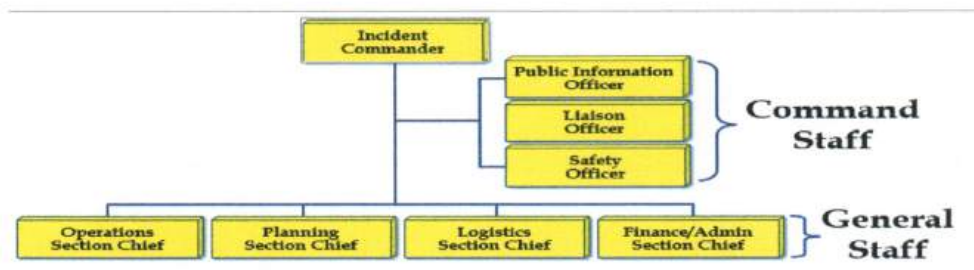 Incident
Commander
Public Information
Officer
Liaison
Officer
Safety
Officer
Command
Staff
Operations
Section Chief
Planning
Section Chief
Logistics
Section Chief
Finance/Admin
Section Chief
General
Staff